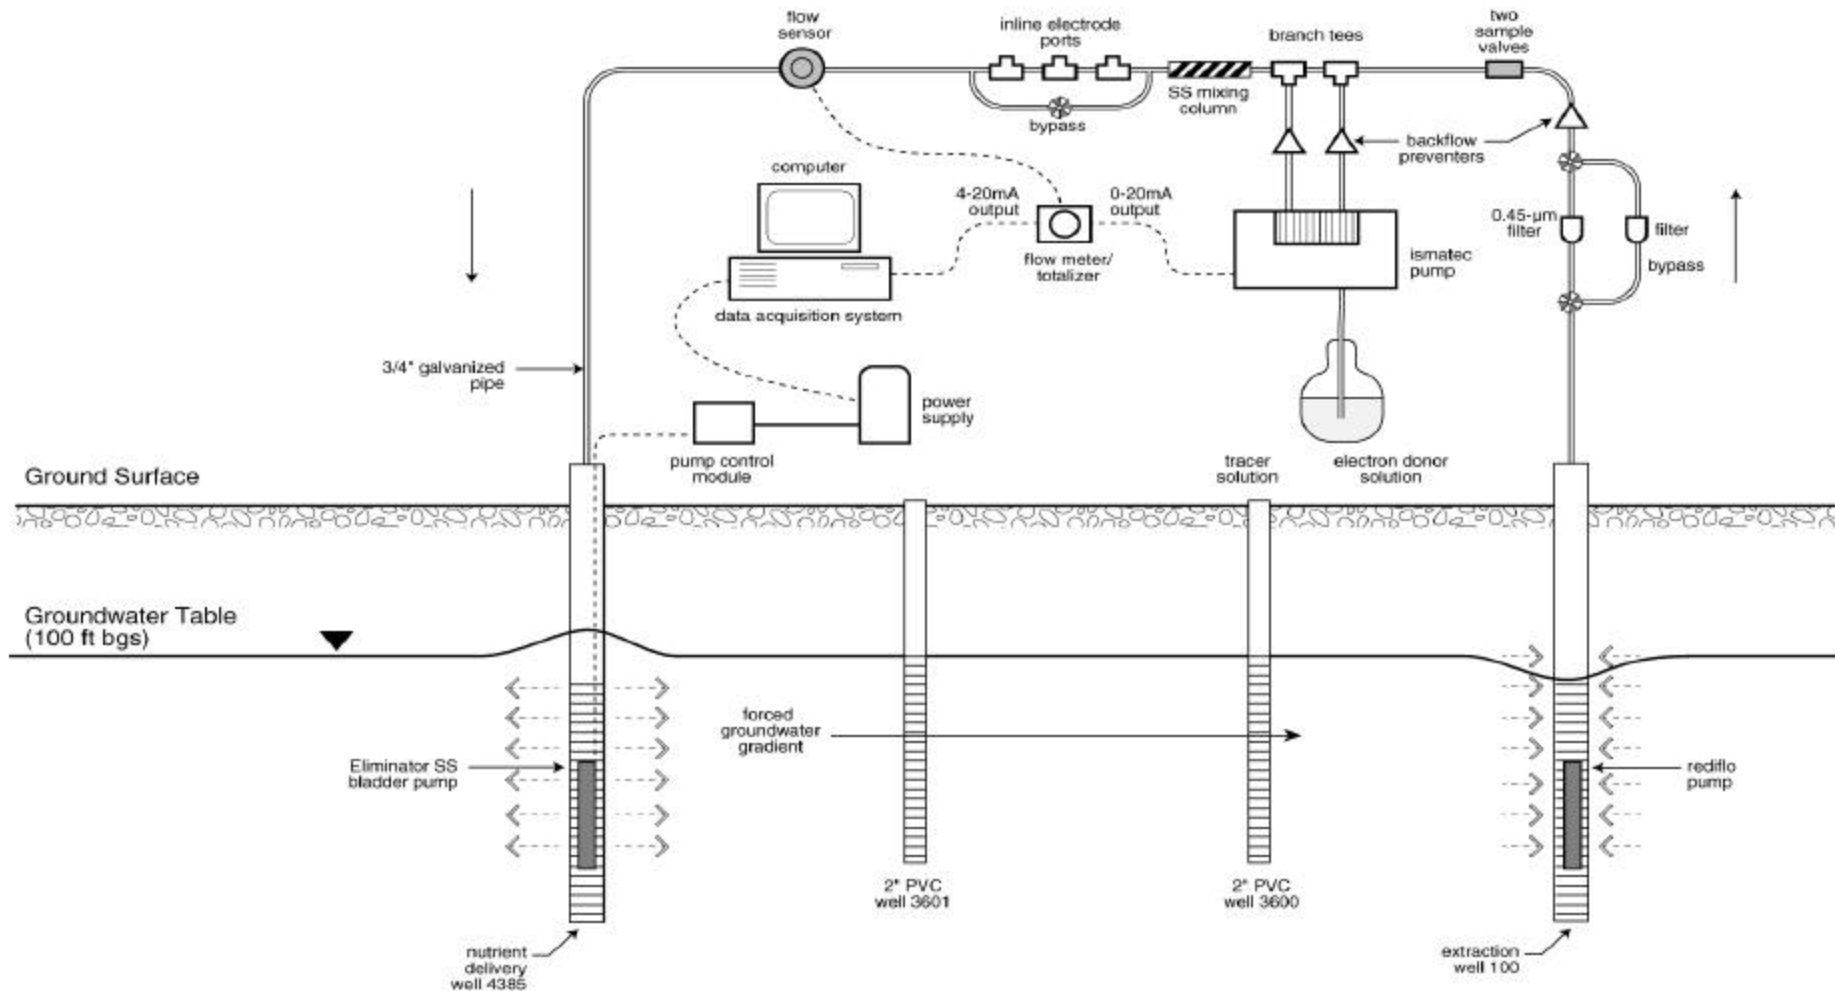 flow
sensor
inline electrode
ports
branch tees
two
sample
valves
SS mixing
column
bypass
backflow
preventers
computer
4-20mA
output
0-20mA
output
0.45-µm
filter
filter
flow meter/
totalizer
ismatec
pump
bypass
data acquisition system
3/4" galvanized
pipe
power
supply
pump control
module
tracer
solution
electron donor
solution
Ground Surface
Groundwater Table
(100 ft bgs)
forced
groundwater
gradient
Eliminator SS
bladder pump
rediflo
pump
2" PVC
well 3601
2" PVC
well 3600
nutrient
delivery
well 4385
extraction
well 100